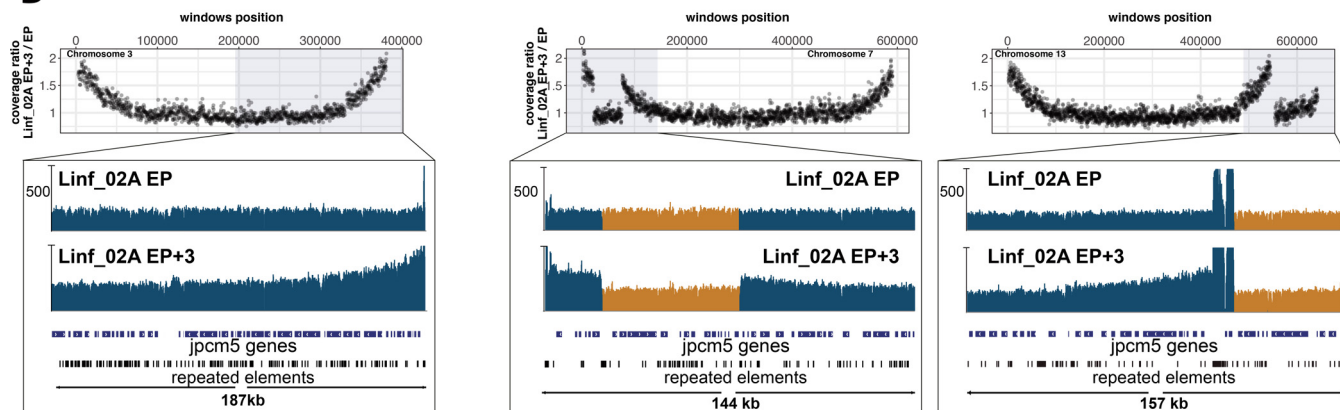 windows position
0 100000 200000 300000 400000
Chromosome 3
coverage ratio
Linf_02A EP+3 / EP
2
1.5
1
Linf_02A EP
500
Linf_02A EP+3
jpcm5 genes
repeated elements
187kb
windows position
0 200000 400000 600000
Chromosome 7
coverage ratio
Linf_02A EP+3 / EP
2
1.5
1
Linf_02A EP
500
Linf_02A EP+3
jpcm5 genes
repeated elements
144 kb
windows position
0 200000 400000 600000
Chromosome 13
2
1.5
1
Linf_02A EP
500
Linf_02A EP+3
jpcm5 genes
repeated elements
157 kb